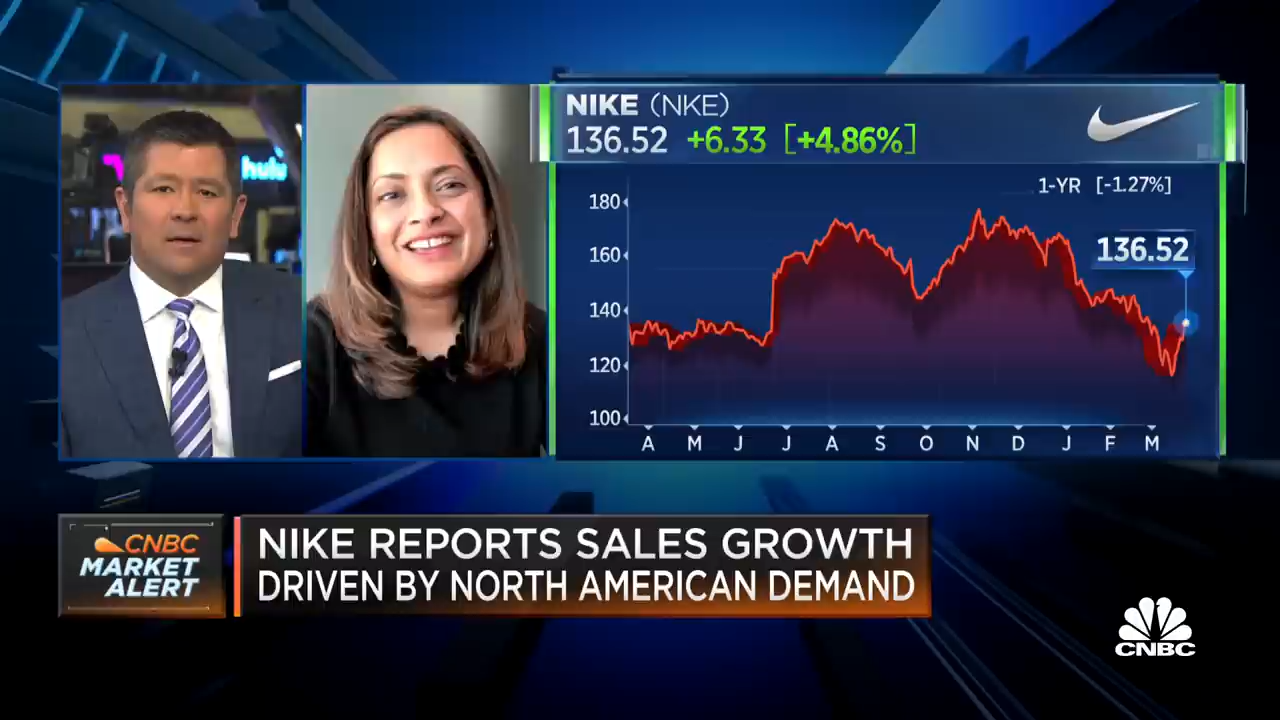 hulu
NIKE (NKE)
136.52 +6.33 [+4.86%]
1-YR [-1.27%]
136.52
180
160
140
120
100
A M J J A S O N D J F M
CNBC
MARKET
ALERT
NIKE REPORTS SALES GROWTH
DRIVEN BY NORTH AMERICAN DEMAND
CNBC